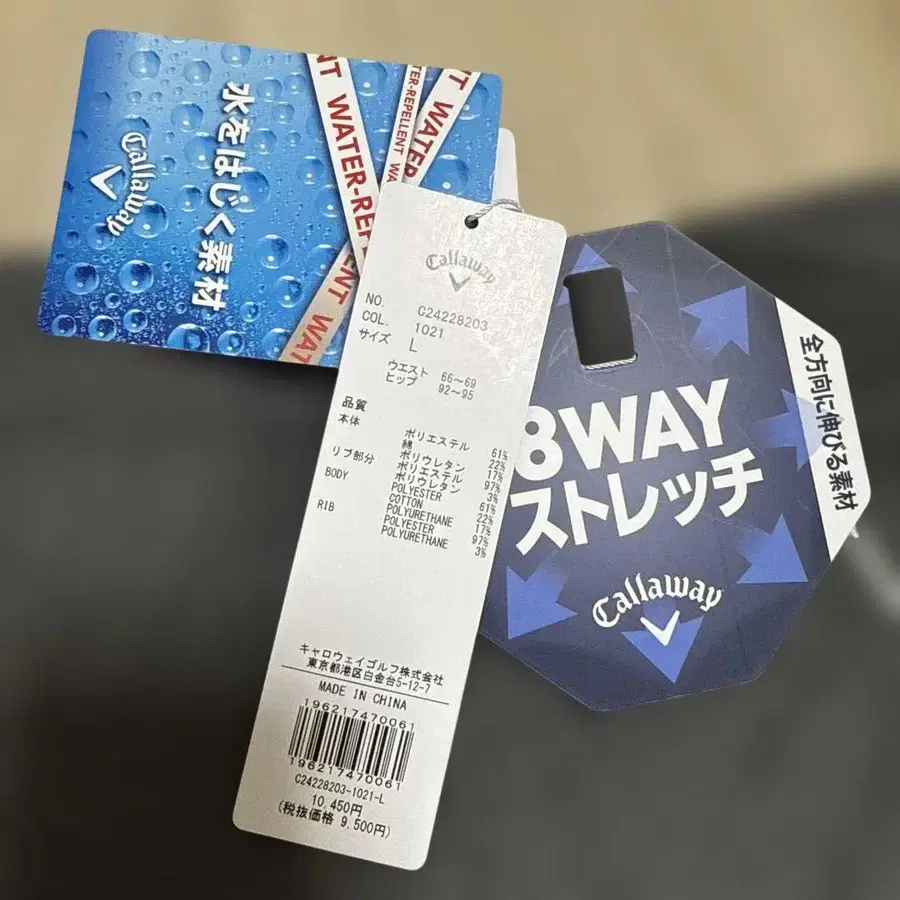 水をはじく素材
Callaway
WATER-REPELLENT WAT
TER-REPELLENT WA
WATER
Callaway
NO. C24228203
COL. 1021
サイズ L
ウエスト 66～69
ヒップ 92～95
品質
本体 ポリエステル 61%
綿 22%
ポリウレタン 17%
リブ部分 ポリエステル 97%
ポリウレタン 3%
BODY POLYESTER 61%
COTTON 22%
POLYURETHANE 17%
RIB POLYESTER 97%
POLYURETHANE 3%
キャロウェイゴルフ株式会社
東京都港区白金台5-12-7
MADE IN CHINA
196217470061
196217470061
C24228203-1021-L
10,450円
(税抜価格 9,500円)
8WAY
ストレッチ
Callaway
全方向に伸びる素材